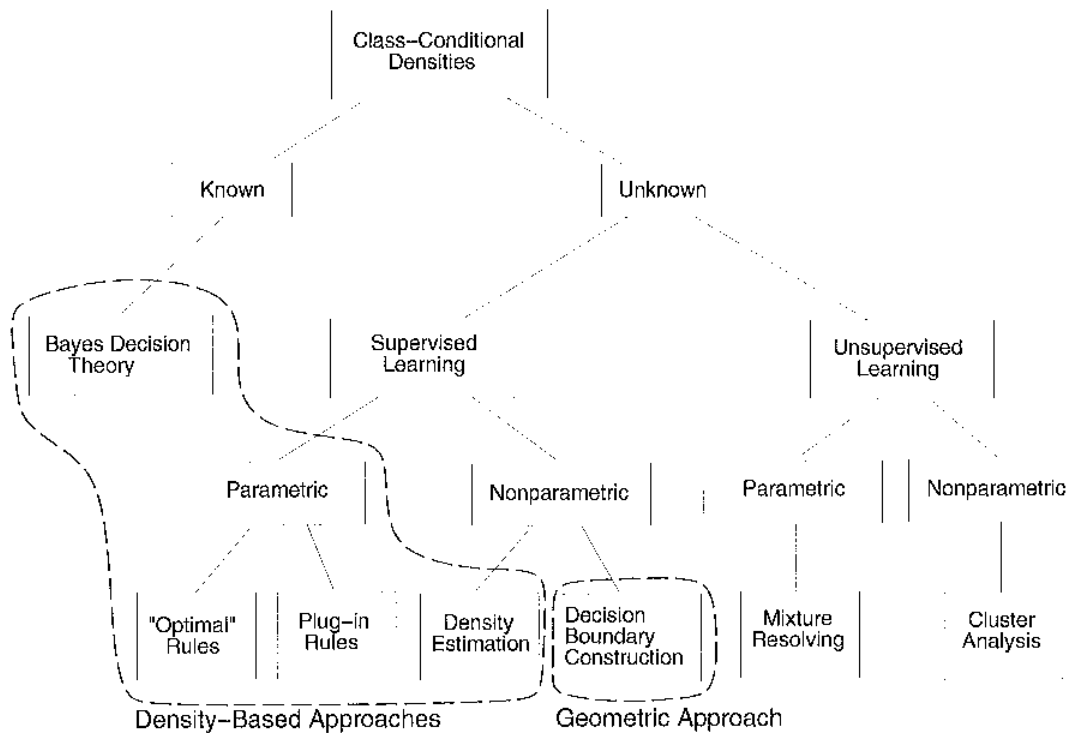 Class–Conditional
Densities
Known
Unknown
Bayes Decision
Theory
Supervised
Learning
Unsupervised
Learning
Parametric
Nonparametric
Parametric
Nonparametric
"Optimal"
Rules
Plug–in
Rules
Density
Estimation
Decision
Boundary
Construction
Mixture
Resolving
Cluster
Analysis
Density–Based Approaches
Geometric Approach